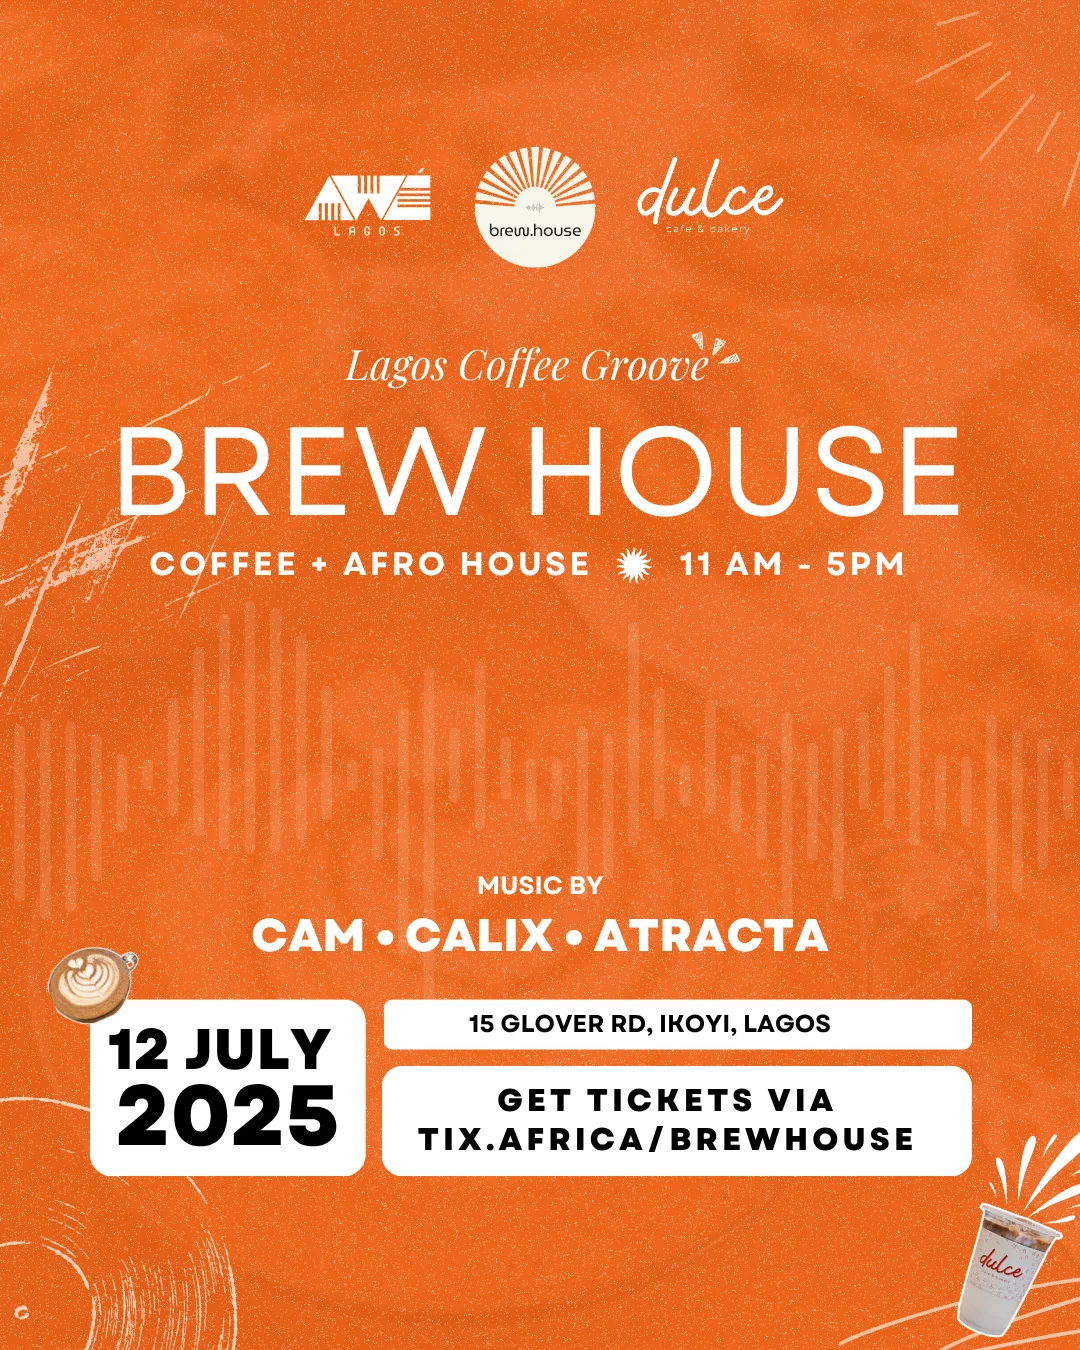 AWÉ
LAGOS
brew.house
dulce
cafe & bakery
Lagos Coffee Groove
BREW HOUSE
COFFEE + AFRO HOUSE 11 AM - 5PM
MUSIC BY
CAM • CALIX • ATRACTA
12 JULY
2025
15 GLOVER RD, IKOYI, LAGOS
GET TICKETS VIA
TIX.AFRICA/BREWHOUSE
dulce